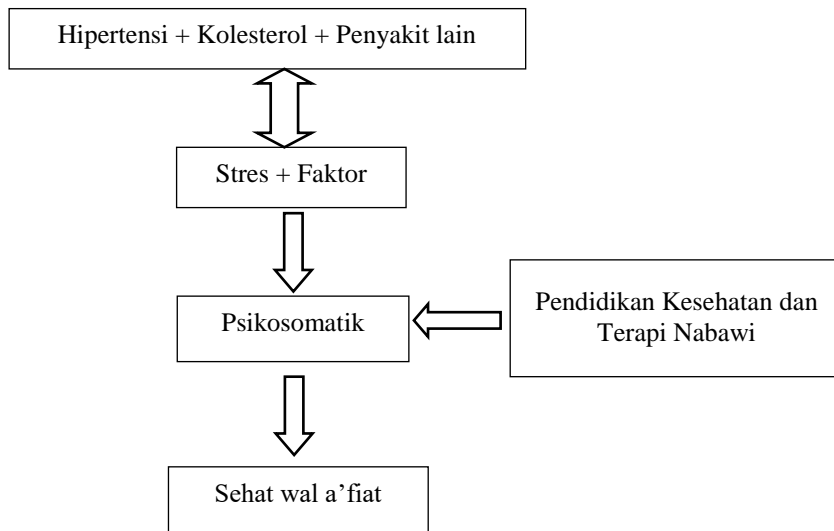 Hipertensi + Kolesterol + Penyakit lain
Stres + Faktor
Psikosomatik
Pendidikan Kesehatan dan
Terapi Nabawi
Sehat wal a’fiat